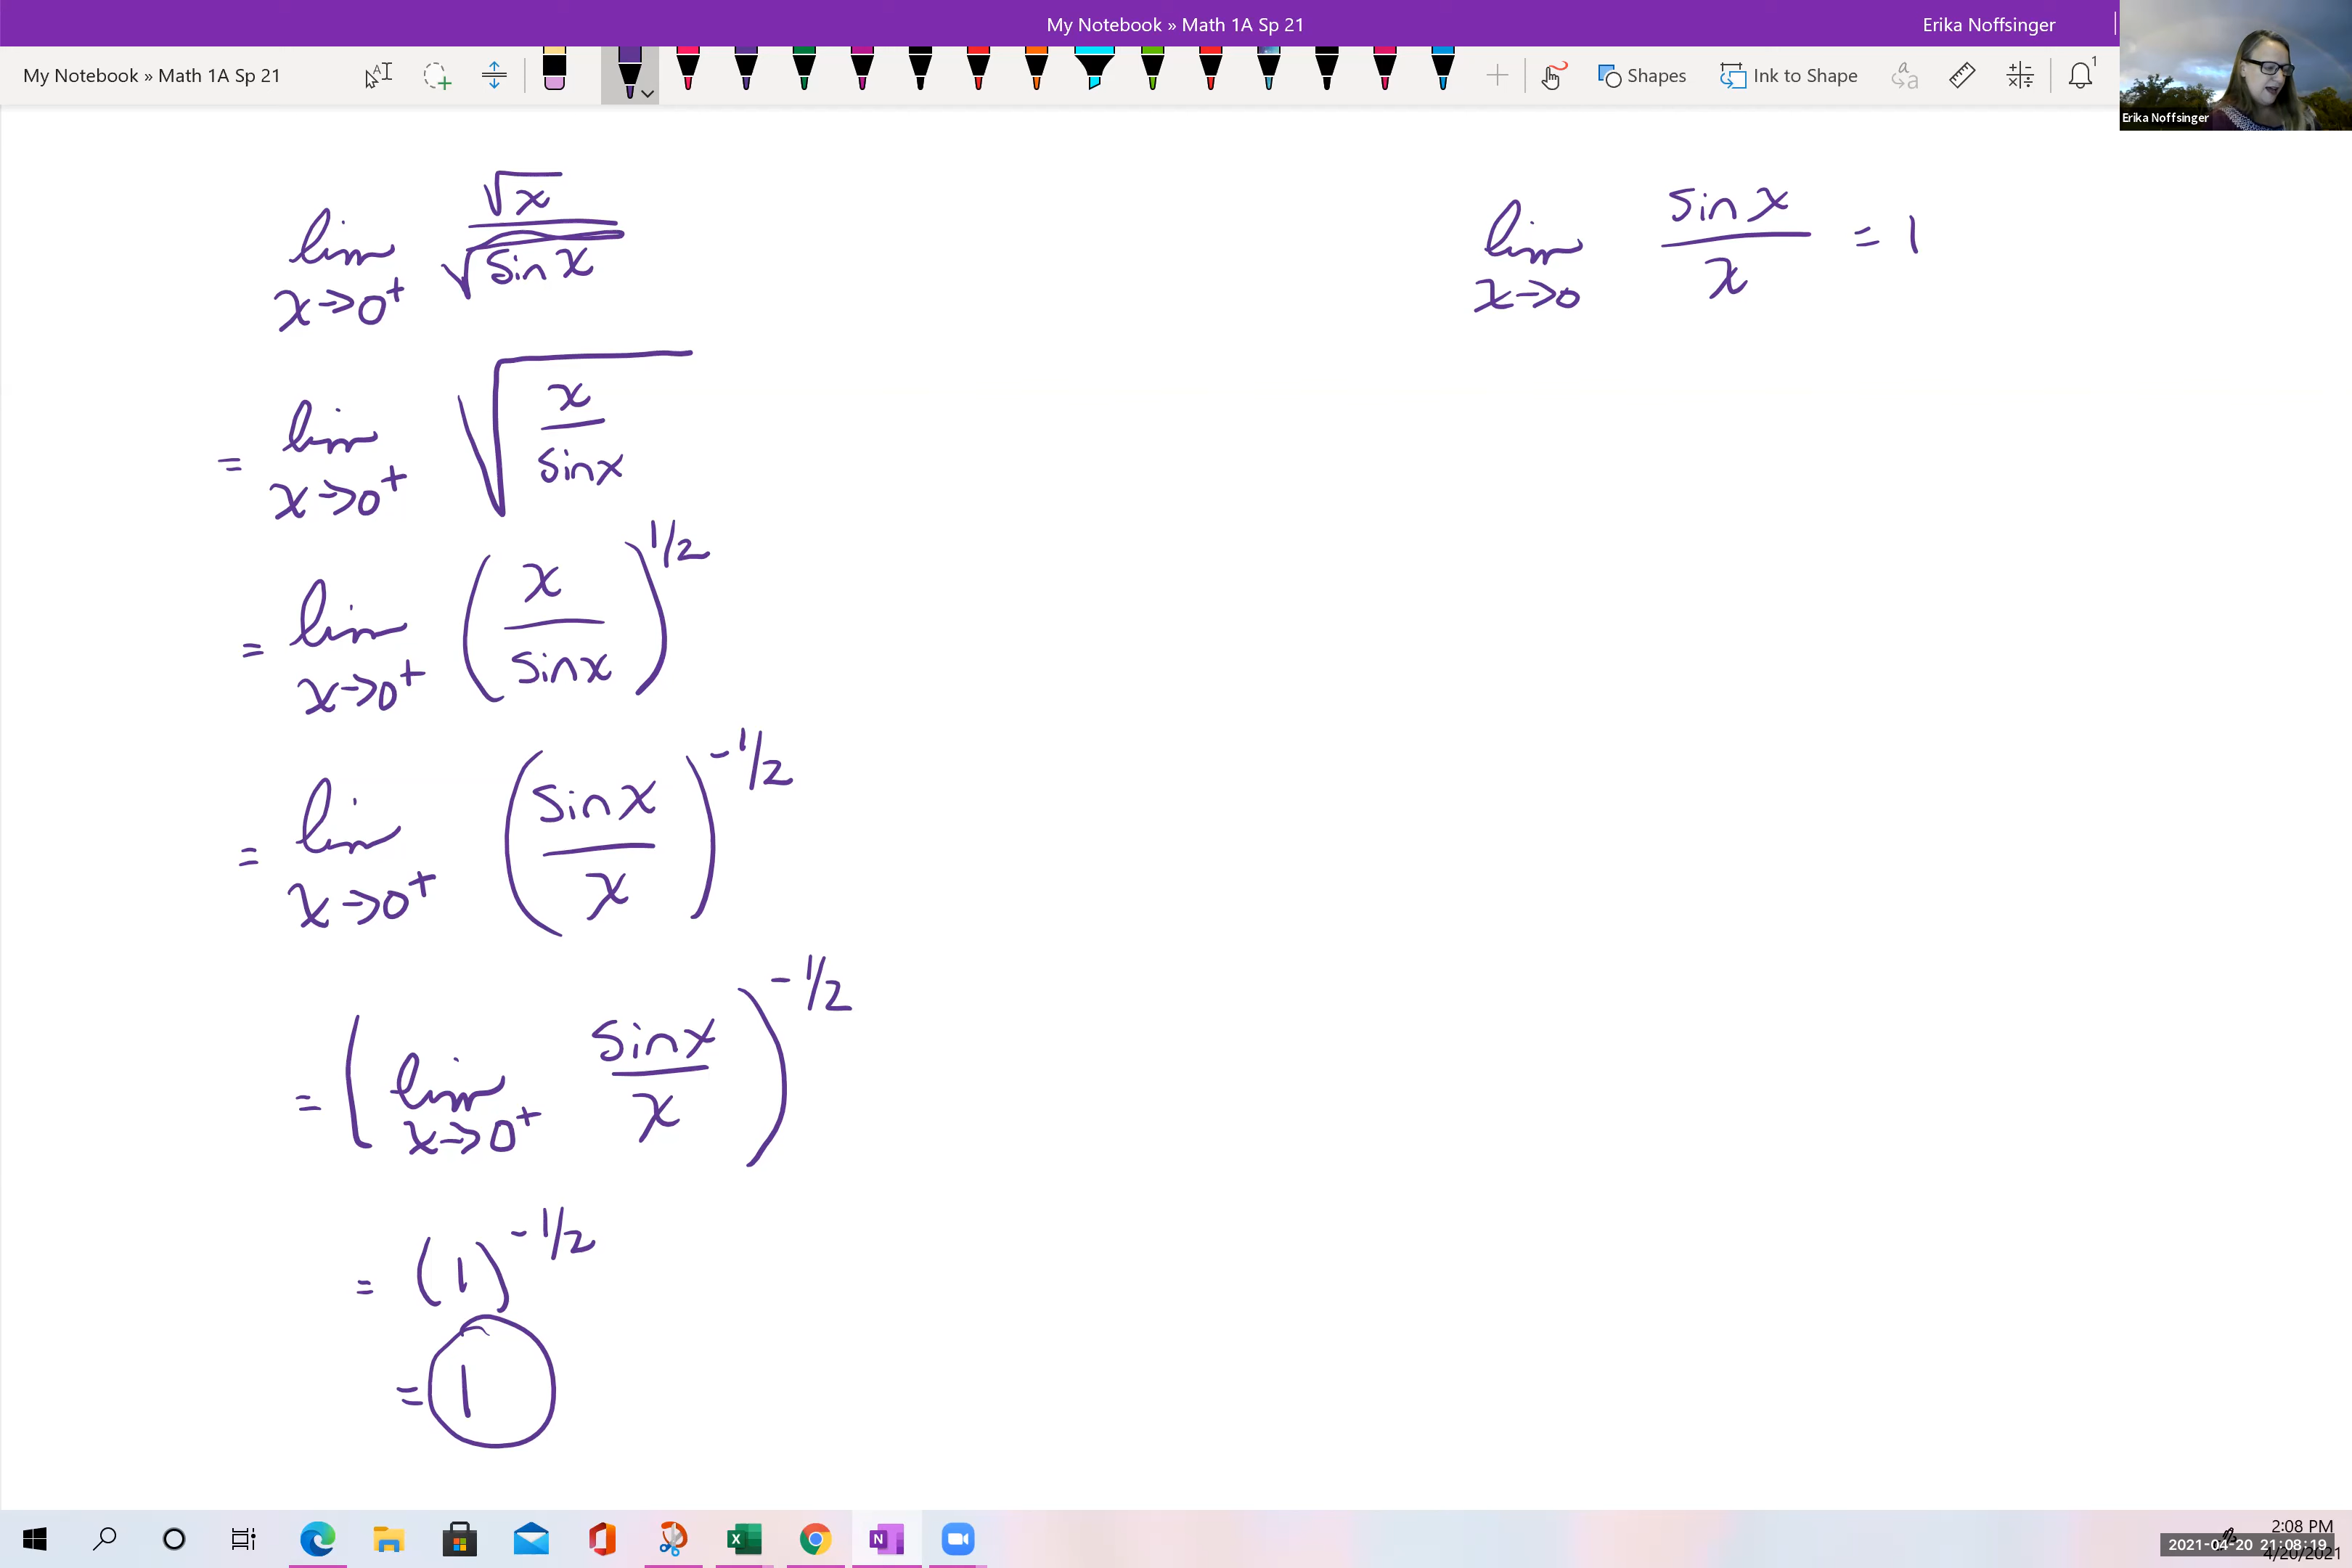 My Notebook » Math 1A Sp 21
Erika Noffsinger
My Notebook » Math 1A Sp 21
Shapes
Ink to Shape
1
Erika Noffsinger
lim x→0⁺ √x / √sin x
lim x→0 sin x / x = 1
= lim x→0⁺ √(x / sin x)
= lim x→0⁺ (x / sin x)^1/2
= lim x→0⁺ (sin x / x)^-1/2
= (lim x→0⁺ sin x / x)^-1/2
= (1)^-1/2
= 1
2:08 PM
2021-04-20 21:08:19
4/20/2021